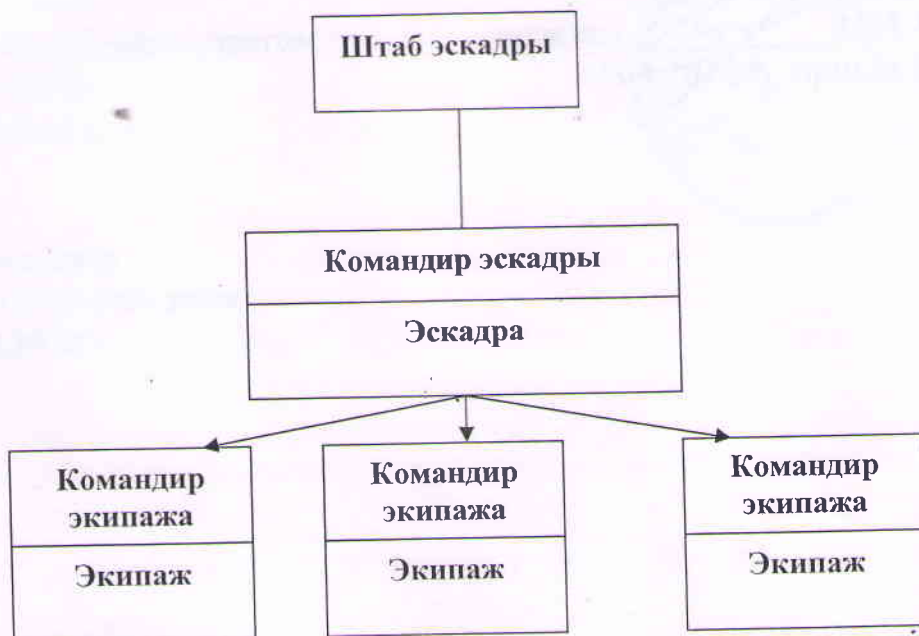 Штаб эскадры
Командир эскадры
Эскадра
Командир
экипажа
Экипаж
Командир
экипажа
Экипаж
Командир
экипажа
Экипаж